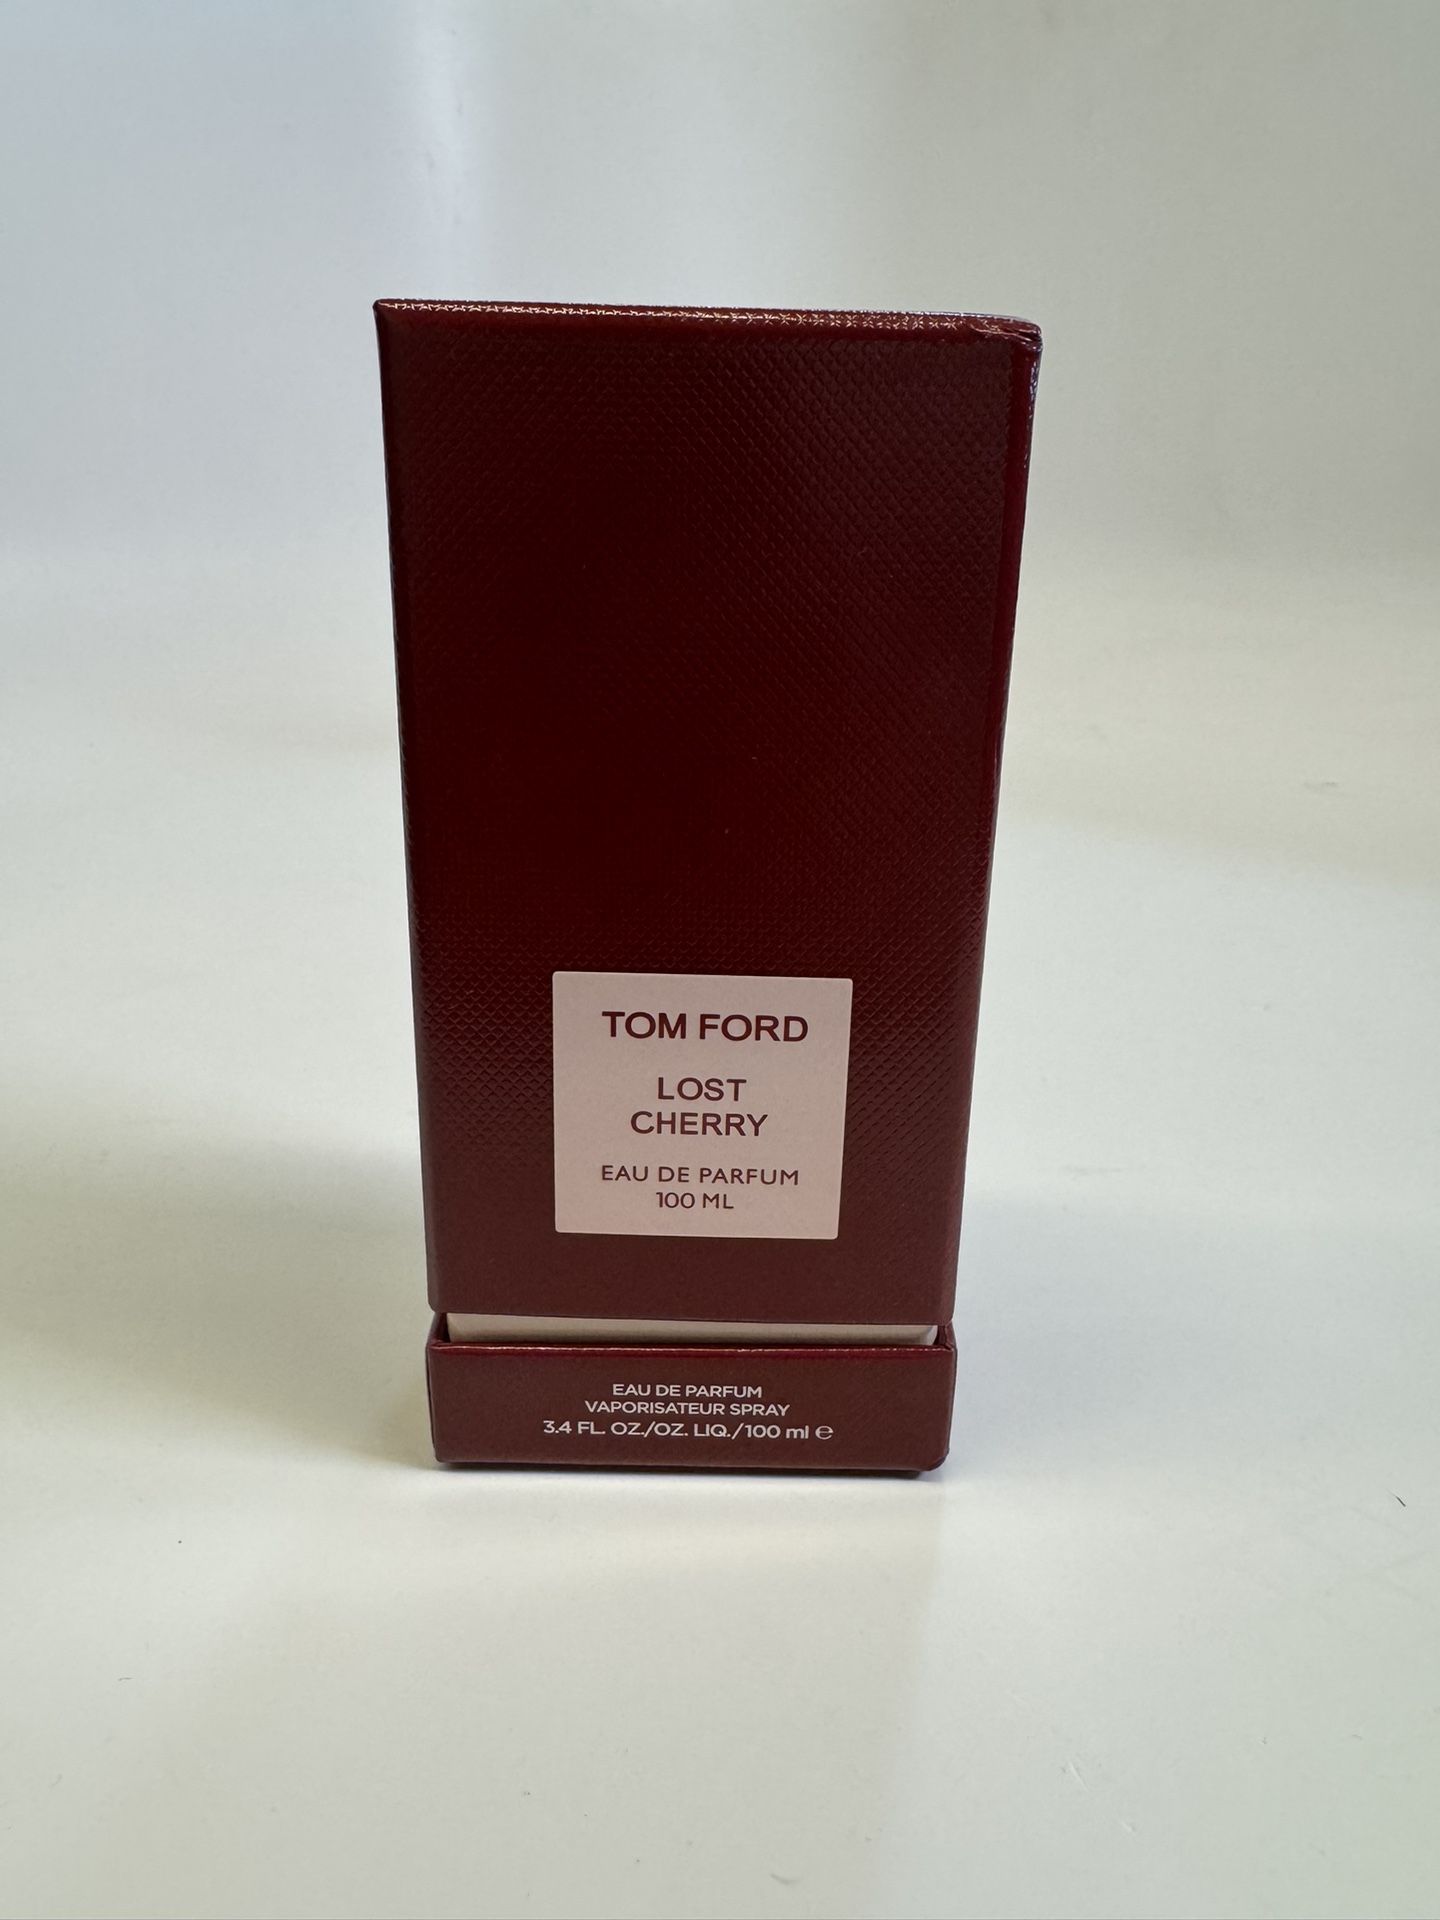 TOM FORD
LOST
CHERRY
EAU DE PARFUM
100 ML
EAU DE PARFUM
VAPORISATEUR SPRAY
3.4 FL. OZ./OZ. LIQ./100 ml ℮